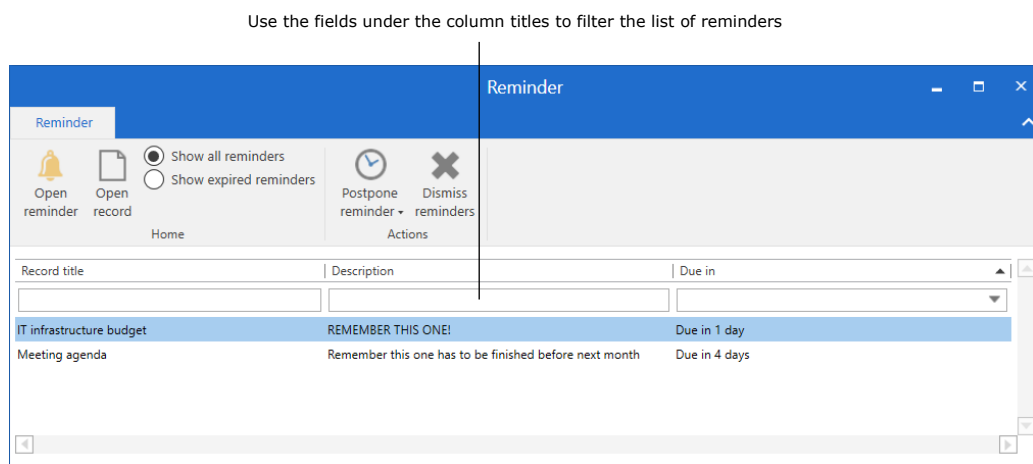 Use the fields under the column titles to filter the list of reminders
Reminder
Reminder
Show all reminders
Show expired reminders
Open reminder
Open record
Postpone reminder
Dismiss reminders
Home
Actions
Record title
Description
Due in
IT infrastructure budget
REMEMBER THIS ONE!
Due in 1 day
Meeting agenda
Remember this one has to be finished before next month
Due in 4 days